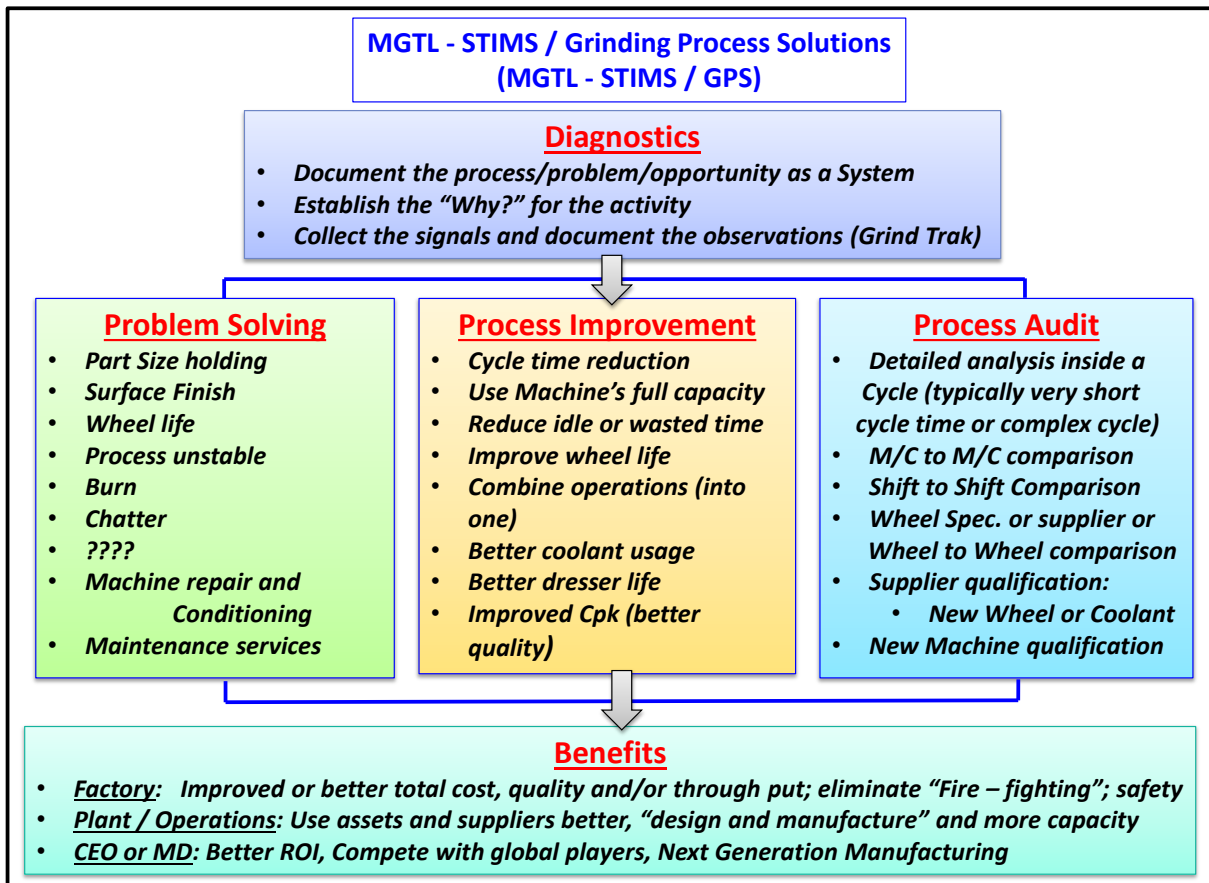 MGTL - STIMS / Grinding Process Solutions
(MGTL - STIMS / GPS)
Diagnostics
• Document the process/problem/opportunity as a System
• Establish the “Why?” for the activity
• Collect the signals and document the observations (Grind Trak)
Problem Solving
• Part Size holding
• Surface Finish
• Wheel life
• Process unstable
• Burn
• Chatter
• ????
• Machine repair and
Conditioning
• Maintenance services
Process Improvement
• Cycle time reduction
• Use Machine’s full capacity
• Reduce idle or wasted time
• Improve wheel life
• Combine operations (into
one)
• Better coolant usage
• Better dresser life
• Improved Cpk (better
quality)
Process Audit
• Detailed analysis inside a
Cycle (typically very short
cycle time or complex cycle)
• M/C to M/C comparison
• Shift to Shift Comparison
• Wheel Spec. or supplier or
Wheel to Wheel comparison
• Supplier qualification:
• New Wheel or Coolant
• New Machine qualification
Benefits
• Factory: Improved or better total cost, quality and/or through put; eliminate “Fire – fighting”; safety
• Plant / Operations: Use assets and suppliers better, “design and manufacture” and more capacity
• CEO or MD: Better ROI, Compete with global players, Next Generation Manufacturing